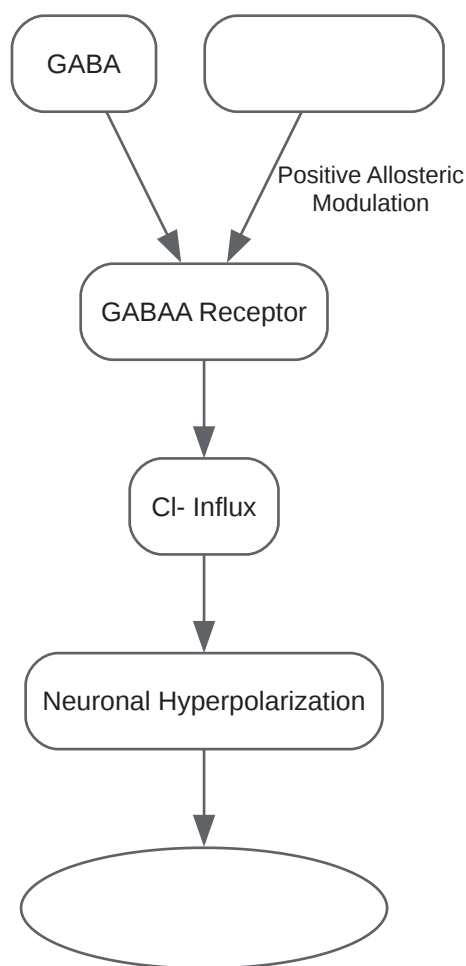 GABA
Positive Allosteric
Modulation
GABAA Receptor
Cl- Influx
Neuronal Hyperpolarization